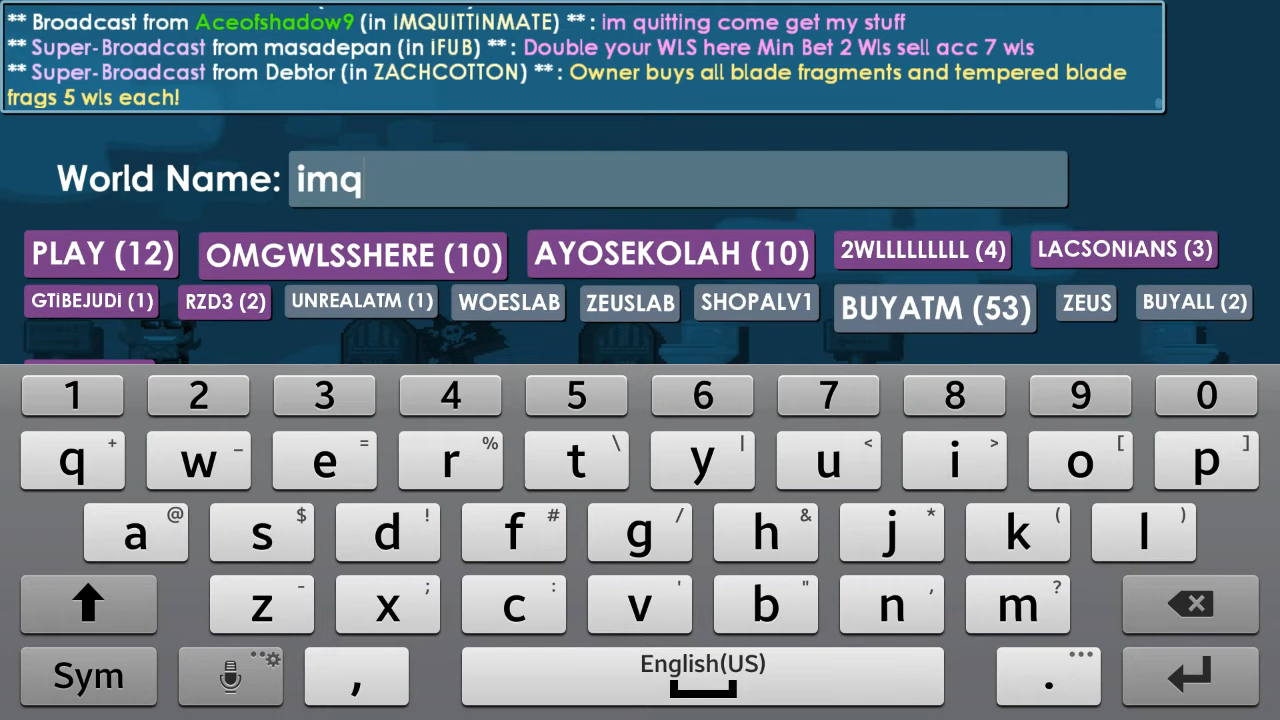 ** Broadcast from Aceofshadow9 (in IMQUITTINMATE) ** : im quitting come get my stuff
** Super-Broadcast from masadepan (in IFUB) ** : Double your WLS here Min Bet 2 Wls sell acc 7 wls
** Super-Broadcast from Debtor (in ZACHCOTTON) ** : Owner buys all blade fragments and tempered blade
frags 5 wls each!
World Name: imq
PLAY (12) OMGWLSSHERE (10) AYOSEKOLAH (10) 2WLLLLLLLLL (4) LACSONIANS (3)
GTIBEJUDI (1) RZD3 (2) UNREALATM (1) WOESLAB ZEUSLAB SHOPALV1 BUYATM (53) ZEUS BUYALL (2)
1 2 3 4 5 6 7 8 9 0
q + w _ e = r % t \ y | u < i > o [ p ]
a @ s $ d ! f # g / h & j * k ( l )
z - x ; c : v ' b " n , m ?
Sym , English(US) . ...